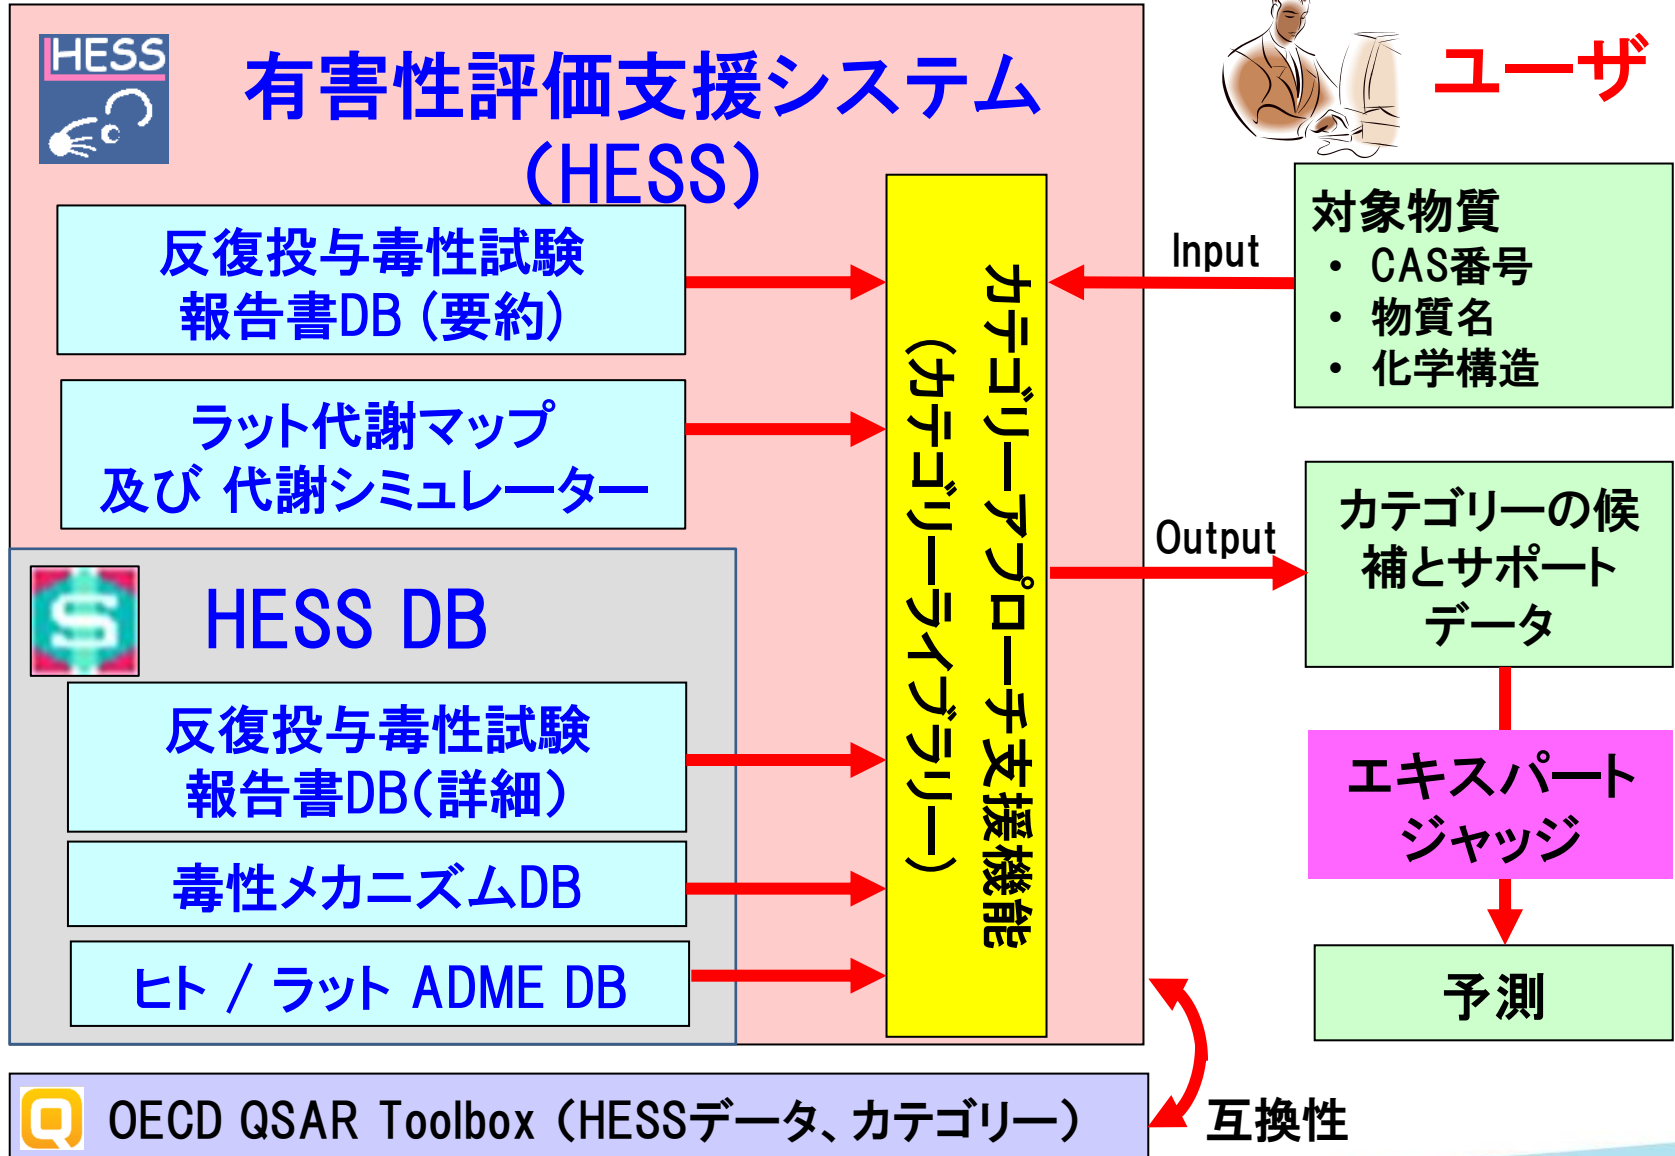 HESS
有害性評価支援システム
(HESS)
ユーザ
反復投与毒性試験
報告書DB (要約)
ラット代謝マップ
及び 代謝シミュレーター
S
HESS DB
反復投与毒性試験
報告書DB(詳細)
毒性メカニズムDB
ヒト / ラット ADME DB
カテゴリーアプローチ支援機能
(カテゴリーライブラリー)
Input
対象物質
・ CAS番号
・ 物質名
・ 化学構造
Output
カテゴリーの候
補とサポート
データ
エキスパート
ジャッジ
予測
Q
OECD QSAR Toolbox (HESSデータ、カテゴリー)
互換性